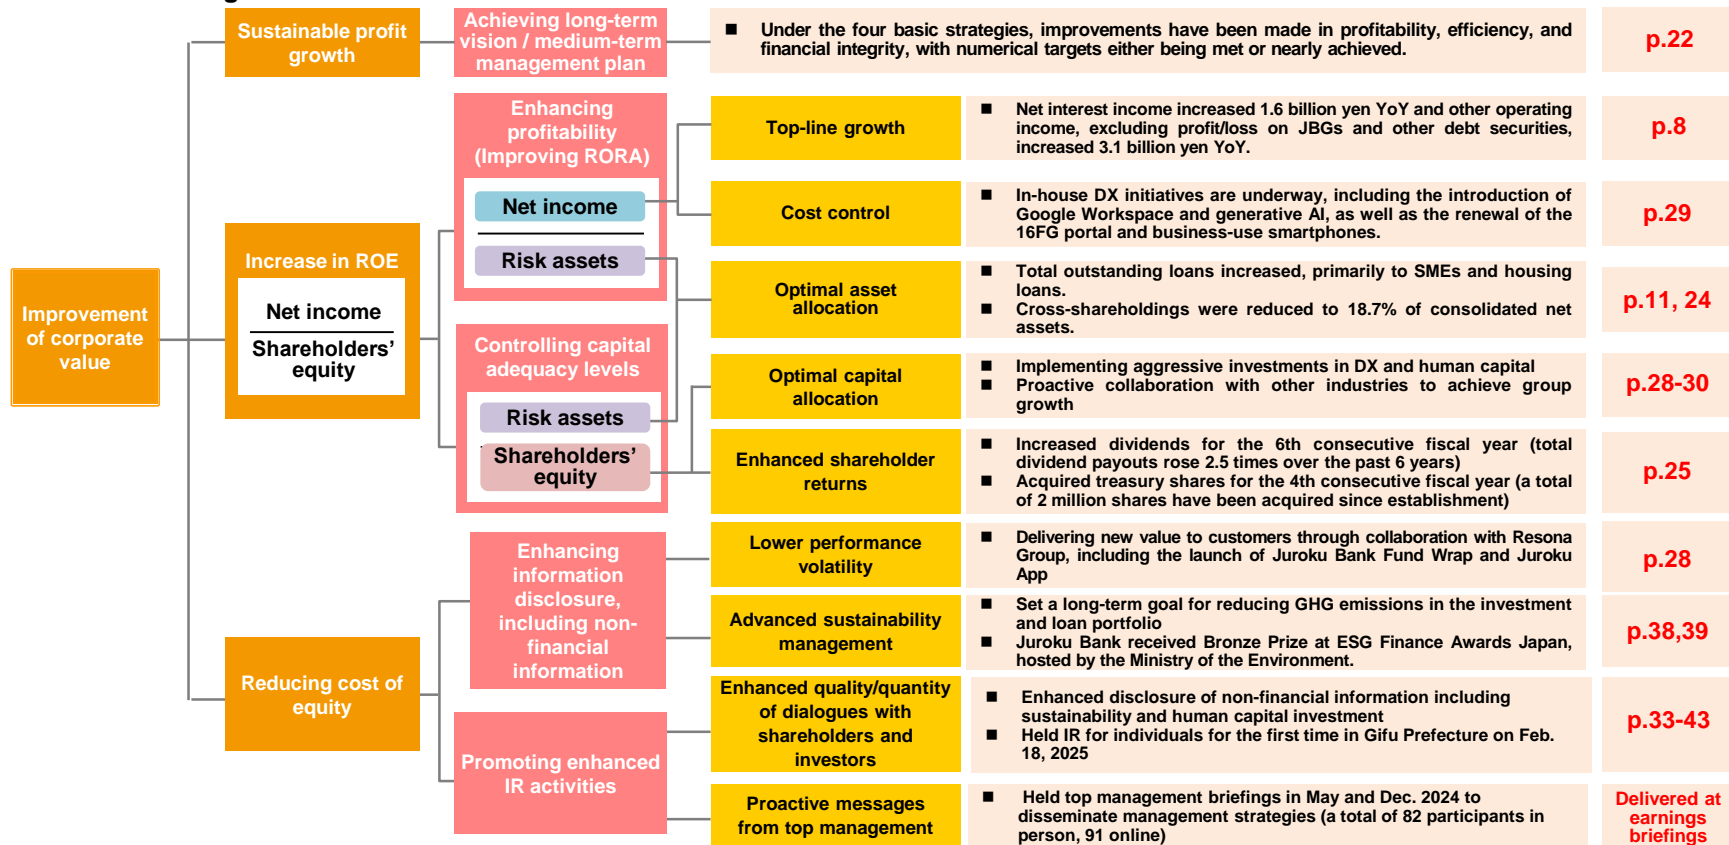 Sustainable profit
growth
Achieving long-term
vision / medium-term
management plan
■ Under the four basic strategies, improvements have been made in profitability, efficiency, and
financial integrity, with numerical targets either being met or nearly achieved.
p.22
Improvement
of corporate
value
Increase in ROE
Net income
Shareholders’
equity
Enhancing
profitability
(Improving RORA)
Net income
Risk assets
Top-line growth
■ Net interest income increased 1.6 billion yen YoY and other operating
income, excluding profit/loss on JBGs and other debt securities,
increased 3.1 billion yen YoY.
p.8
Cost control
■ In-house DX initiatives are underway, including the introduction of
Google Workspace and generative AI, as well as the renewal of the
16FG portal and business-use smartphones.
p.29
Optimal asset
allocation
■ Total outstanding loans increased, primarily to SMEs and housing
loans.
■ Cross-shareholdings were reduced to 18.7% of consolidated net
assets.
p.11, 24
Controlling capital
adequacy levels
Risk assets
Shareholders’
equity
Optimal capital
allocation
■ Implementing aggressive investments in DX and human capital
■ Proactive collaboration with other industries to achieve group
growth
p.28-30
Enhanced shareholder
returns
■ Increased dividends for the 6th consecutive fiscal year (total
dividend payouts rose 2.5 times over the past 6 years)
■ Acquired treasury shares for the 4th consecutive fiscal year (a total
of 2 million shares have been acquired since establishment)
p.25
Reducing cost of
equity
Enhancing
information
disclosure,
including non-
financial
information
Lower performance
volatility
■ Delivering new value to customers through collaboration with Resona
Group, including the launch of Juroku Bank Fund Wrap and Juroku
App
p.28
Advanced sustainability
management
■ Set a long-term goal for reducing GHG emissions in the investment
and loan portfolio
■ Juroku Bank received Bronze Prize at ESG Finance Awards Japan,
hosted by the Ministry of the Environment.
p.38,39
Promoting enhanced
IR activities
Enhanced quality/quantity
of dialogues with
shareholders and
investors
■ Enhanced disclosure of non-financial information including
sustainability and human capital investment
■ Held IR for individuals for the first time in Gifu Prefecture on Feb.
18, 2025
p.33-43
Proactive messages
from top management
■ Held top management briefings in May and Dec. 2024 to
disseminate management strategies (a total of 82 participants in
person, 91 online)
Delivered at
earnings
briefings